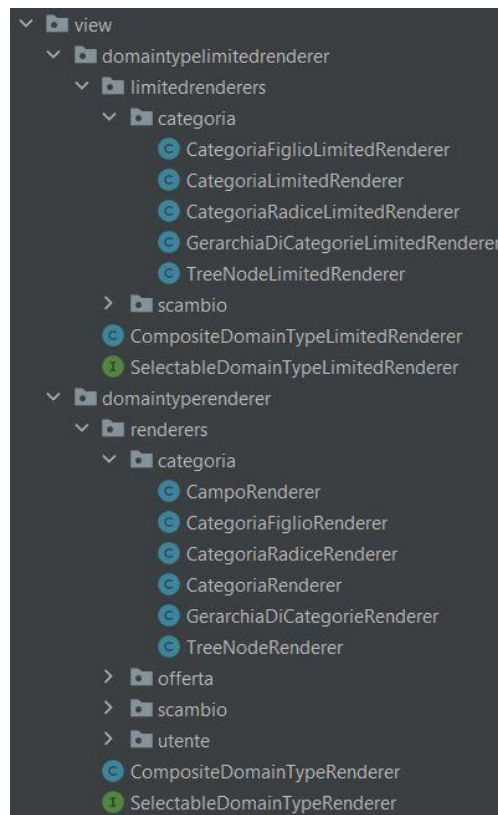 view
domaintypelimitedrenderer
limitedrenderers
categoria
CategoriaFiglioLimitedRenderer
CategoriaLimitedRenderer
CategoriaRadiceLimitedRenderer
GerarchiaDiCategorieLimitedRenderer
TreeNodeLimitedRenderer
scambio
CompositeDomainTypeLimitedRenderer
SelectableDomainTypeLimitedRenderer
domaintyperenderer
renderers
categoria
CampoRenderer
CategoriaFiglioRenderer
CategoriaRadiceRenderer
CategoriaRenderer
GerarchiaDiCategorieRenderer
TreeNodeRenderer
offerta
scambio
utente
CompositeDomainTypeRenderer
SelectableDomainTypeRenderer